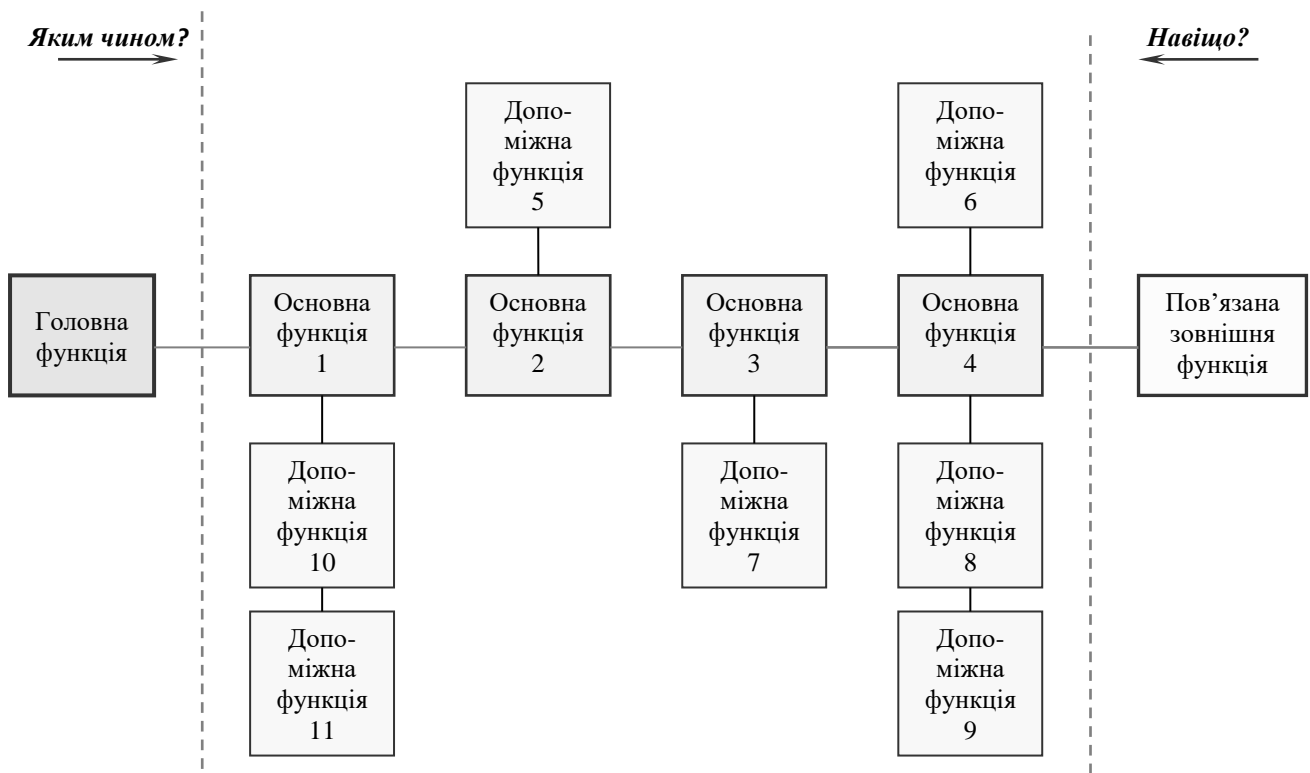 Яким чином?
Навіщо?
Допо-
міжна
функція
5
Допо-
міжна
функція
6
Головна
функція
Основна
функція
1
Основна
функція
2
Основна
функція
3
Основна
функція
4
Пов’язана
зовнішня
функція
Допо-
міжна
функція
10
Допо-
міжна
функція
7
Допо-
міжна
функція
8
Допо-
міжна
функція
11
Допо-
міжна
функція
9